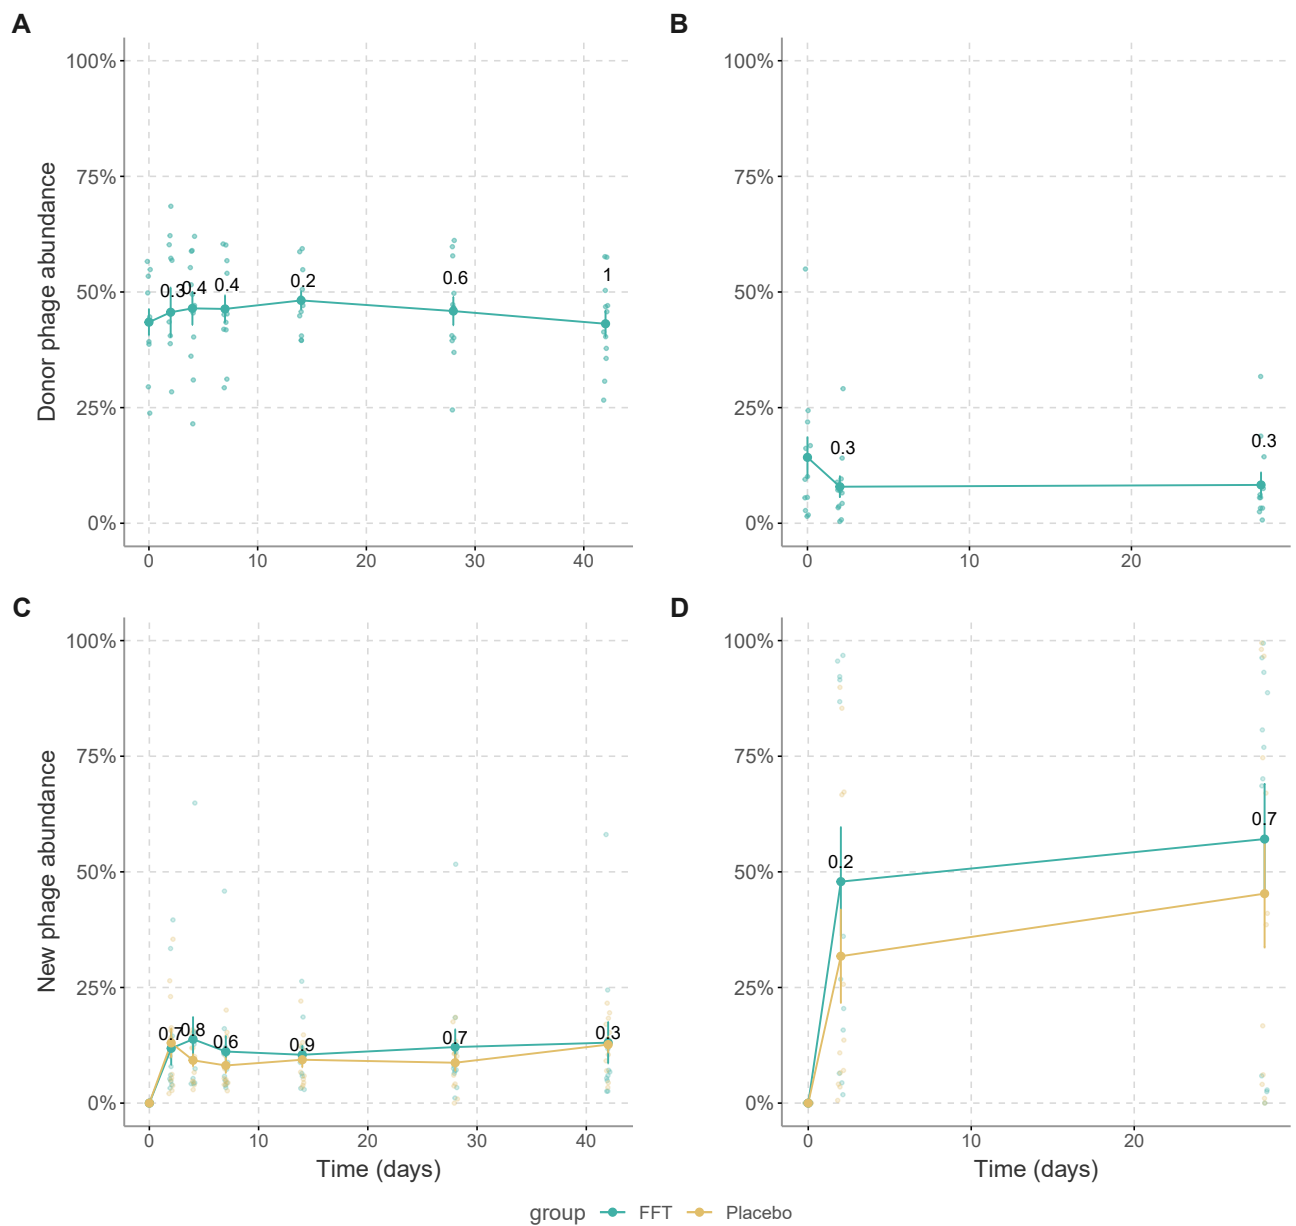 A
Donor phage abundance
100%
75%
50%
25%
0%
0.3
0.4
0.4
0.2
0.6
1
0 10 20 30 40
B
100%
75%
50%
25%
0%
0.3
0.3
0 10 20
C
New phage abundance
100%
75%
50%
25%
0%
0.7
0.8
0.6
0.9
0.7
0.3
0 10 20 30 40
Time (days)
D
100%
75%
50%
25%
0%
0.2
0.7
0 10 20
Time (days)
group FFT Placebo